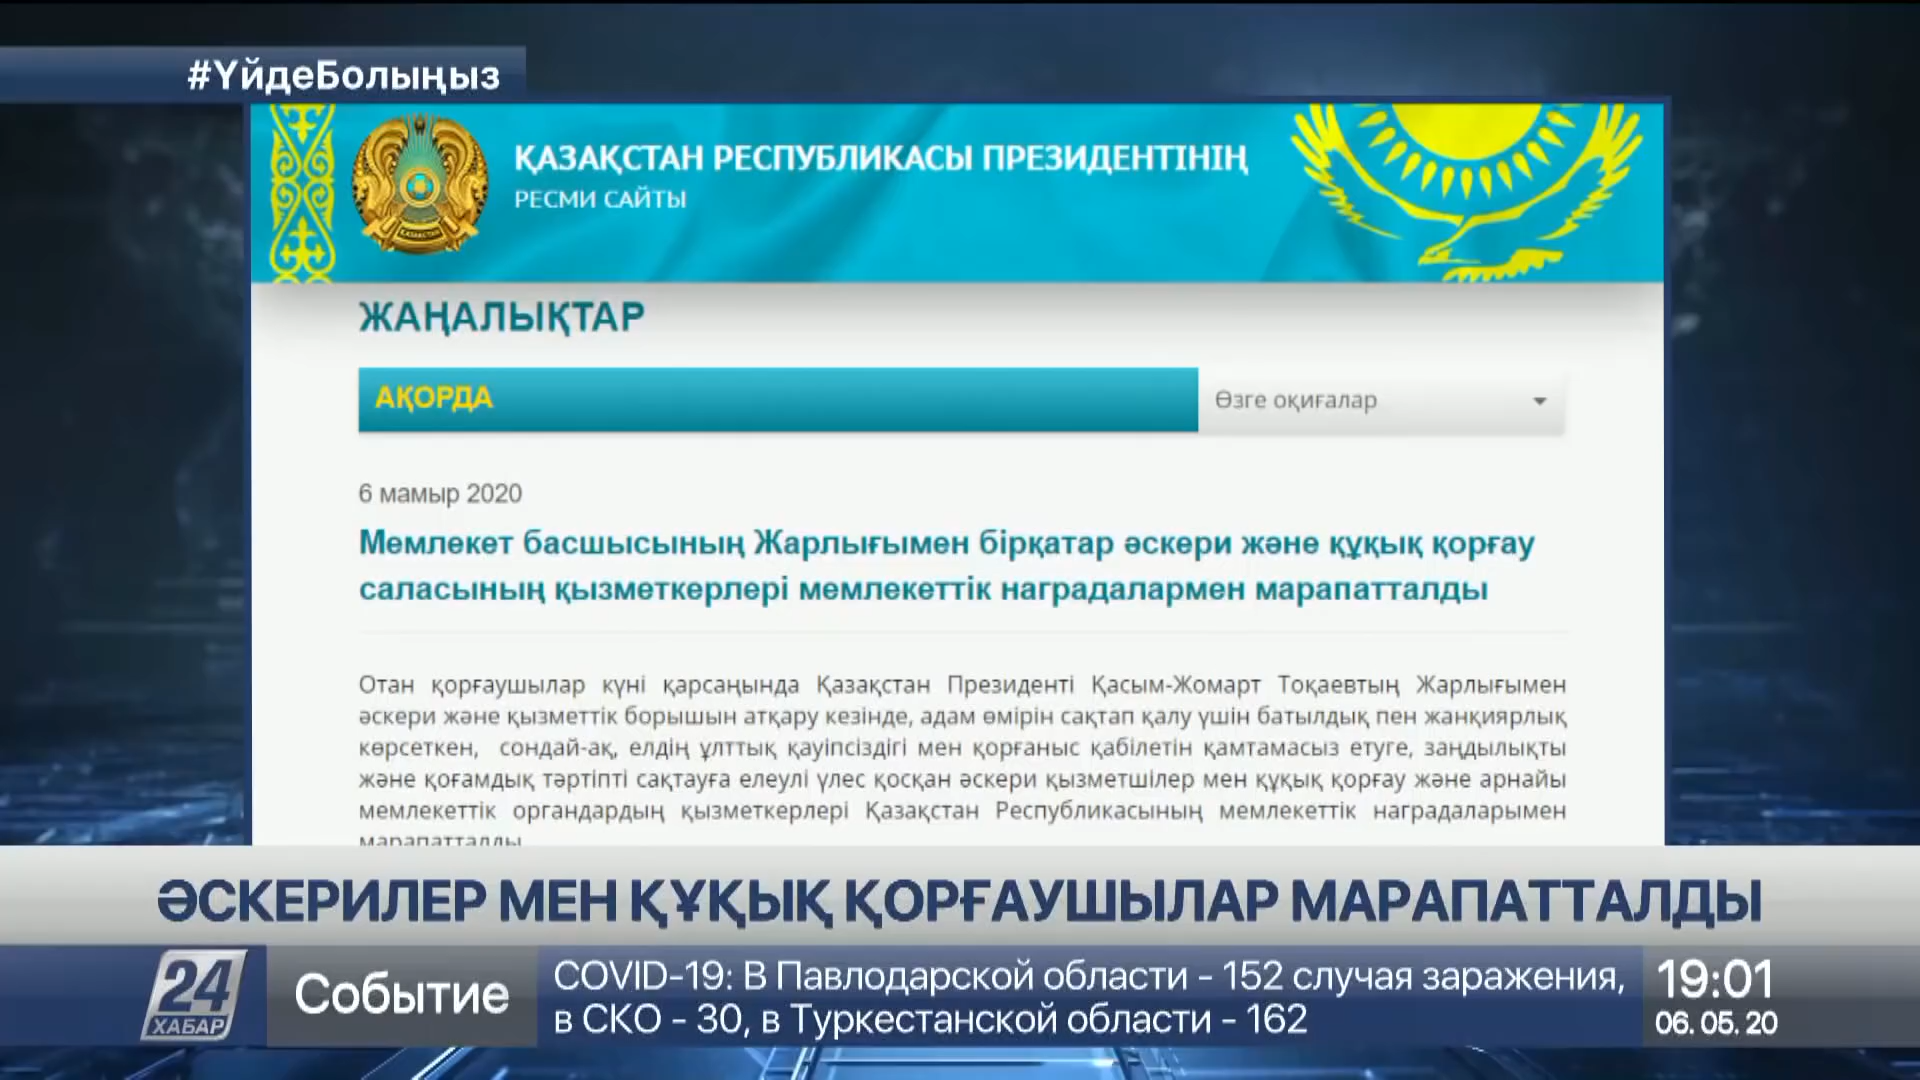 #ҮйдеБолыңыз
ҚАЗАҚСТАН РЕСПУБЛИКАСЫ ПРЕЗИДЕНТІНІҢ
РЕСМИ САЙТЫ
ҚАЗАҚСТАН
ЖАҢАЛЫҚТАР
АҚОРДА
Өзге оқиғалар
6 мамыр 2020
Мемлекет басшысының Жарлығымен бірқатар әскери және құқық қорғау
саласының қызметкерлері мемлекеттік наградалармен марапатталды
Отан қорғаушылар күні қарсаңында Қазақстан Президенті Қасым-Жомарт Тоқаевтың Жарлығымен
әскери және қызметтік борышын атқару кезінде, адам өмірін сақтап қалу үшін батылдық пен жанқиярлық
көрсеткен, сондай-ақ, елдің ұлттық қауіпсіздігі мен қорғаныс қабілетін қамтамасыз етуге, заңдылықты
және қоғамдық тәртіпті сақтауға елеулі үлес қосқан әскери қызметшілер мен құқық қорғау және арнайы
мемлекеттік органдардың қызметкерлері Қазақстан Республикасының мемлекеттік наградаларымен
марапатталды
ӘСКЕРИЛЕР МЕН ҚҰҚЫҚ ҚОРҒАУШЫЛАР МАРАПАТТАЛДЫ
24
ХАБАР
Событие
COVID-19: В Павлодарской области - 152 случая заражения,
в СКО - 30, в Туркестанской области - 162
19:01
06. 05. 20